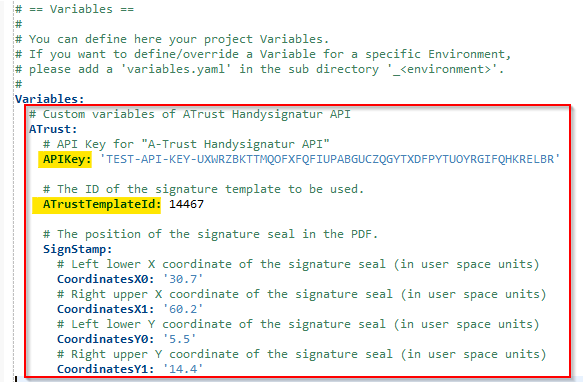 # == Variables ==
#
# You can define here your project Variables.
# If you want to define/override a Variable for a specific Environment,
# please add a 'variables.yaml' in the sub directory '_<environment>'.
#
Variables:
# Custom variables of ATrust Handysignatur API
ATrust:
# API Key for "A-Trust Handysignatur API"
APIKey: 'TEST-API-KEY-UXWRZBKTTMQOFXFQFIUPABGUCZQGYTXDFPYTUOYRGIFQHKRELBR'
# The ID of the signature template to be used.
ATrustTemplateId: 14467
# The position of the signature seal in the PDF.
SignStamp:
# Left lower X coordinate of the signature seal (in user space units)
CoordinatesX0: '30.7'
# Right upper X coordinate of the signature seal (in user space units)
CoordinatesX1: '60.2'
# Left lower Y coordinate of the signature seal (in user space units)
CoordinatesY0: '5.5'
# Right upper Y coordinate of the signature seal (in user space units)
CoordinatesY1: '14.4'